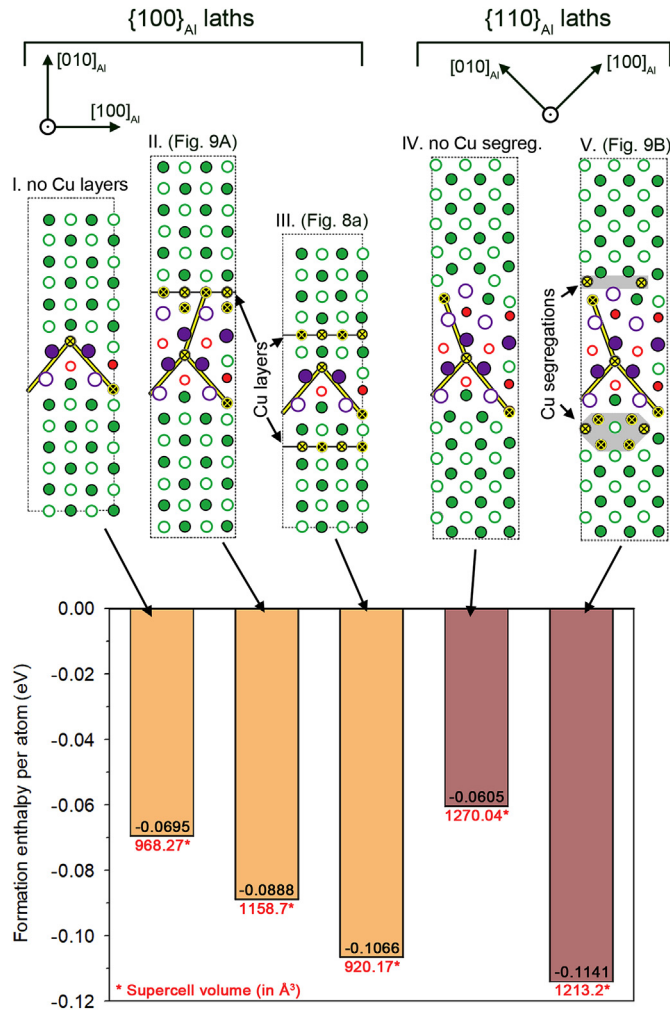 {100}Al laths
{110}Al laths
[010]Al
[100]Al
[010]Al
[100]Al
II. (Fig. 9A)
IV. no Cu segreg.
V. (Fig. 9B)
I. no Cu layers
III. (Fig. 8a)
Cu layers
Cu segregations
Formation enthalpy per atom (eV)
0.00
-0.02
-0.04
-0.06
-0.08
-0.10
-0.12
-0.0695
968.27*
-0.0888
1158.7*
-0.1066
920.17*
-0.0605
1270.04*
-0.1141
1213.2*
* Supercell volume (in Å³)